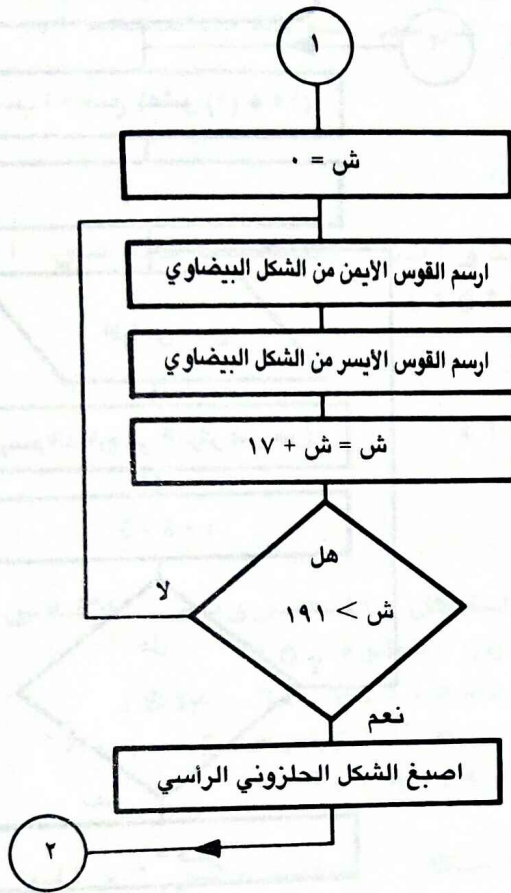 ١
ش = ٠
ارسم القوس الأيمن من الشكل البيضاوي
ارسم القوس الأيسر من الشكل البيضاوي
ش = ش + ١٧
هل
ش > ١٩١
لا
نعم
اصبغ الشكل الحلزوني الرأسي
٢